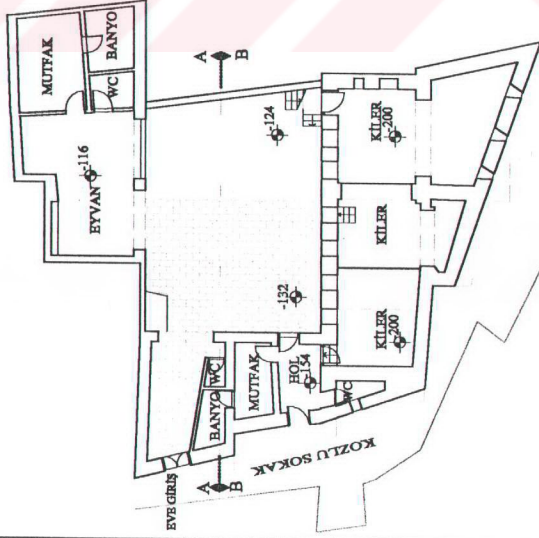 MUTFAK
BANYO
WC
A
B
EYVAN
-116
-124
KİLER
-200
KİLER
-132
KİLER
-200
HOL
-154
WC
MUTFAK
BANYO
WC
A
B
EVE GİRİŞ
KOZLU SOKAK